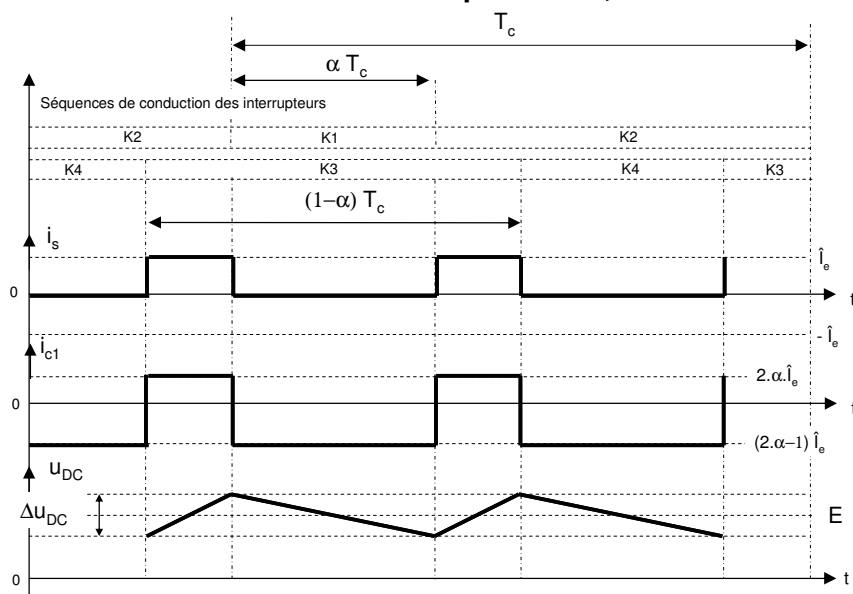 T_c
α T_c
Séquences de conduction des interrupteurs
K2 K1 K2
K4 K3 K4 K3
(1−α) T_c
i_s
Î_e
0
t
- Î_e
i_c1
2.α.Î_e
0
t
(2.α−1) Î_e
u_DC
Δu_DC
E
0
t